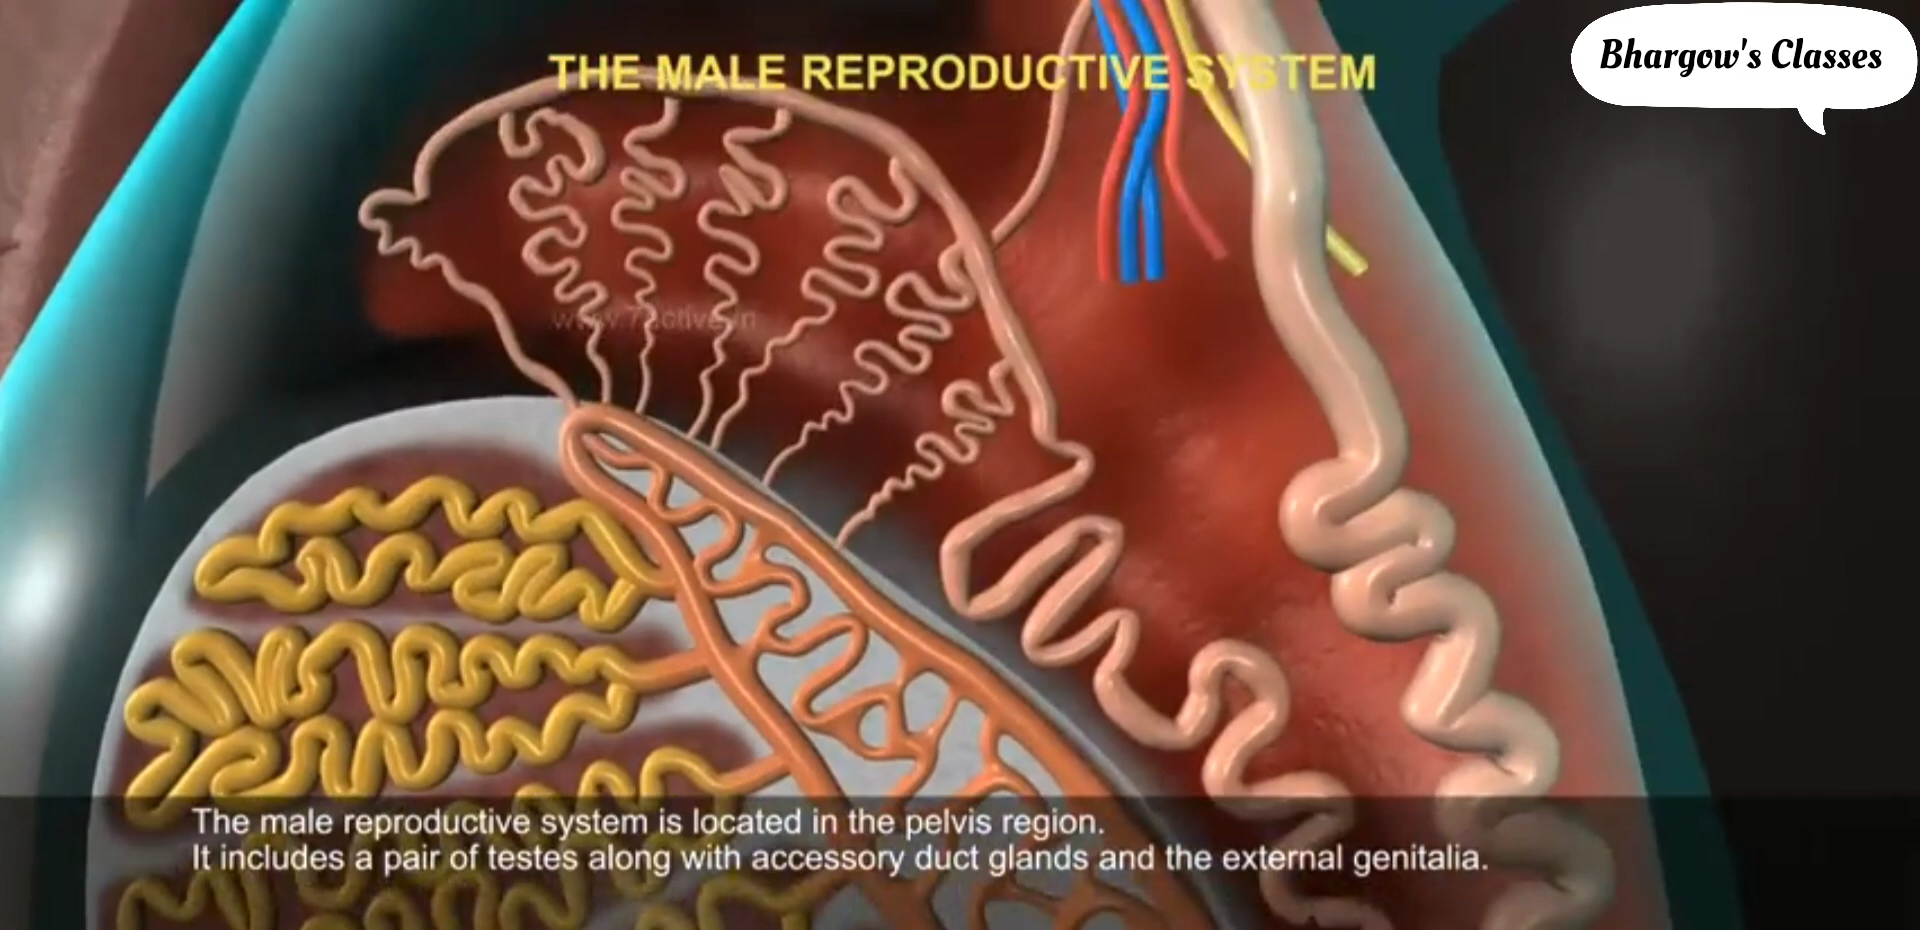 THE MALE REPRODUCTIVE SYSTEM
Bhargow's Classes
The male reproductive system is located in the pelvis region.
It includes a pair of testes along with accessory duct glands and the external genitalia.